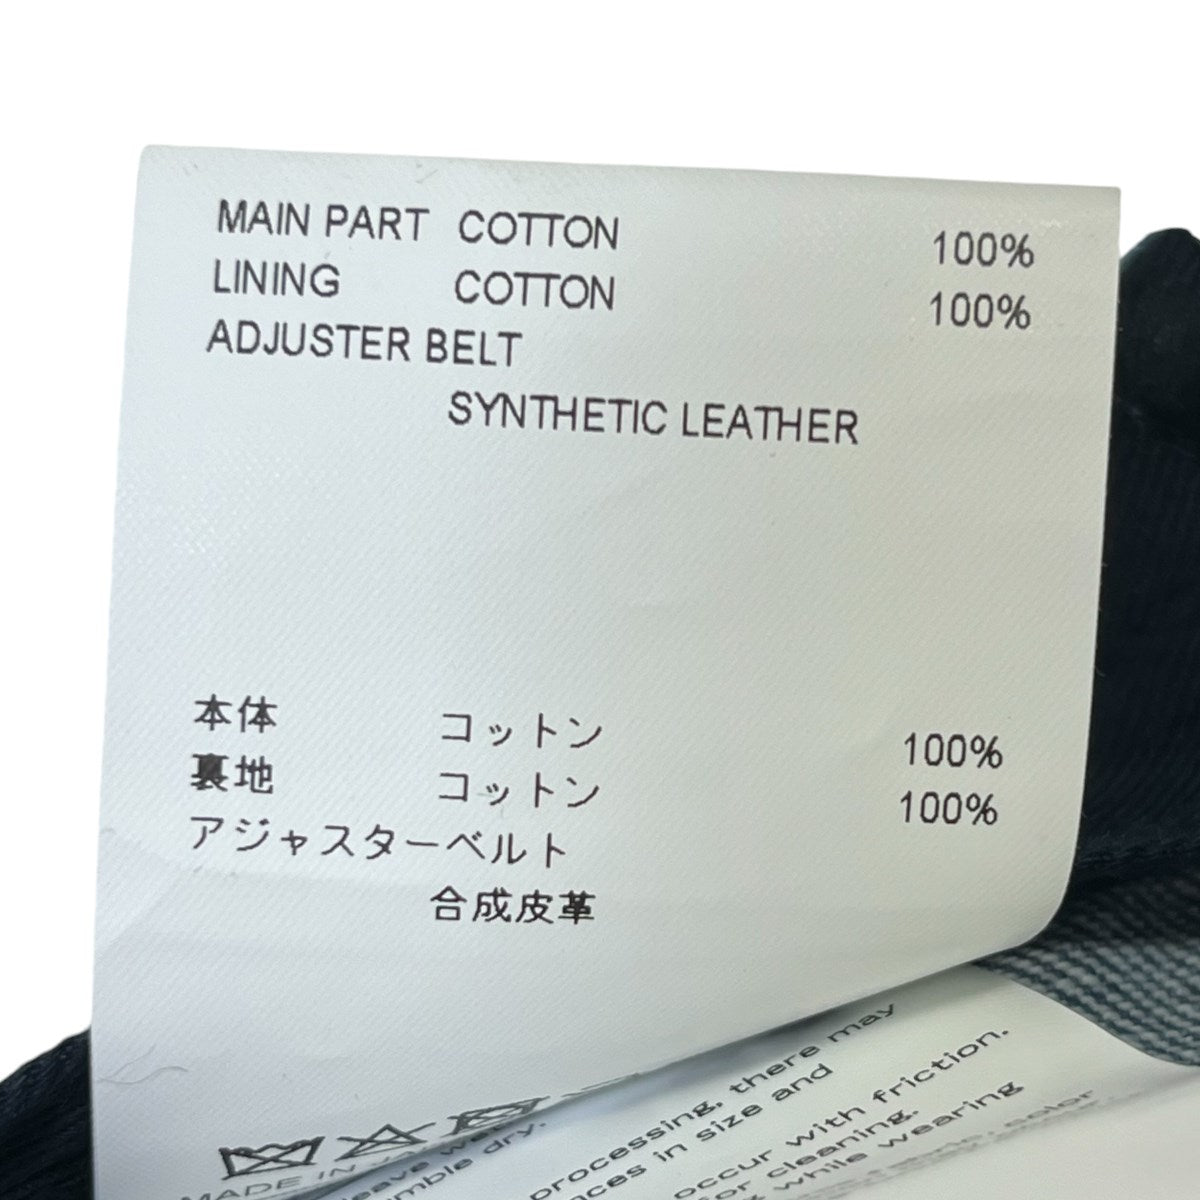 MAIN PART COTTON 100%
LINING COTTON 100%
ADJUSTER BELT
SYNTHETIC LEATHER
本体 コットン 100%
裏地 コットン 100%
アジャスターベルト
合成皮革
MADE IN
processing, there may
in size and
occur with friction.
cleaning.
while wearing
color
dry.